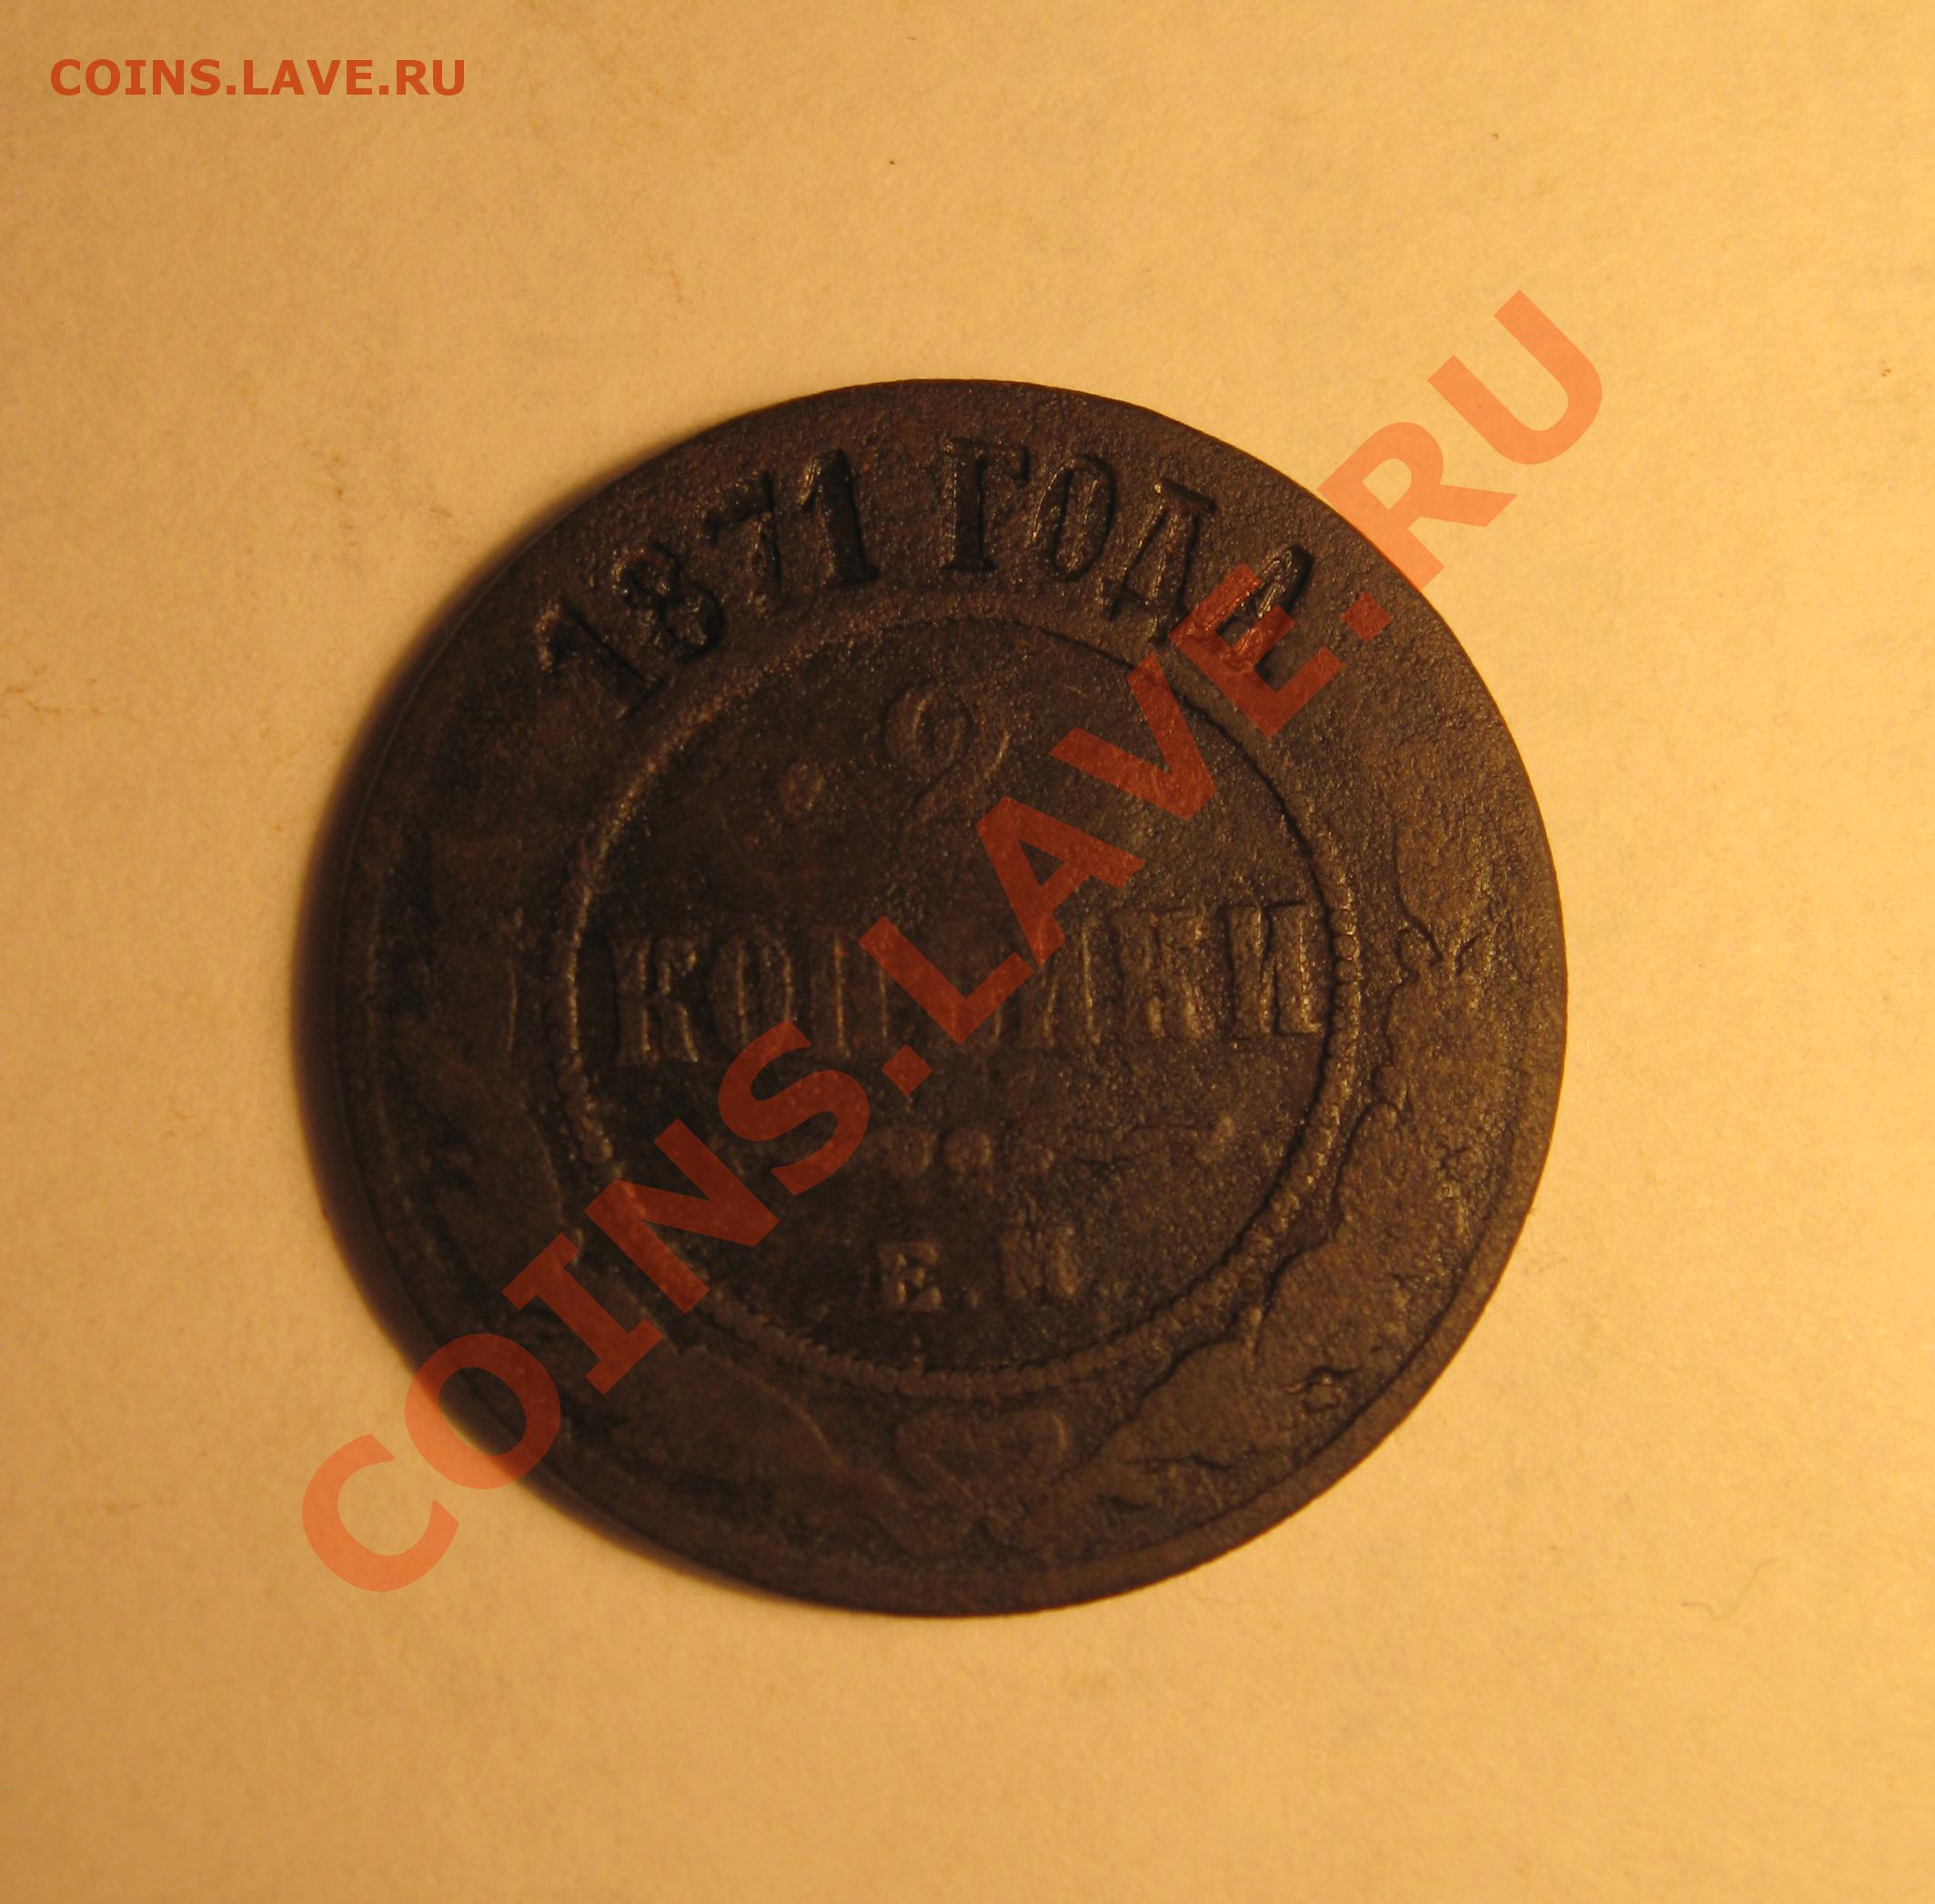 COINS.LAVE.RU
1871 ГОДА
2
КОПѢЙКИ
Е.М.
COINS.LAVE.RU